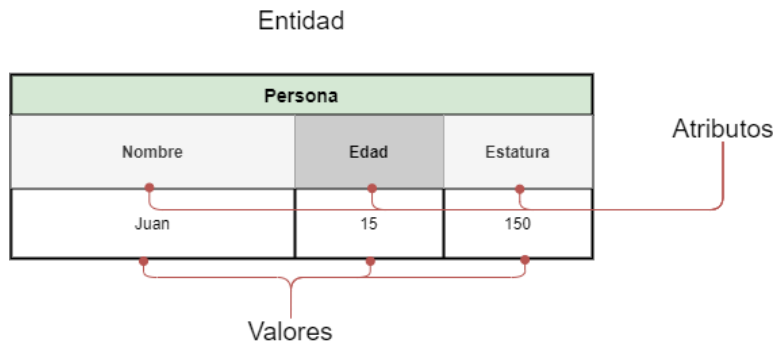 Entidad
Persona
Nombre Edad Estatura
Atributos
Juan 15 150
Valores